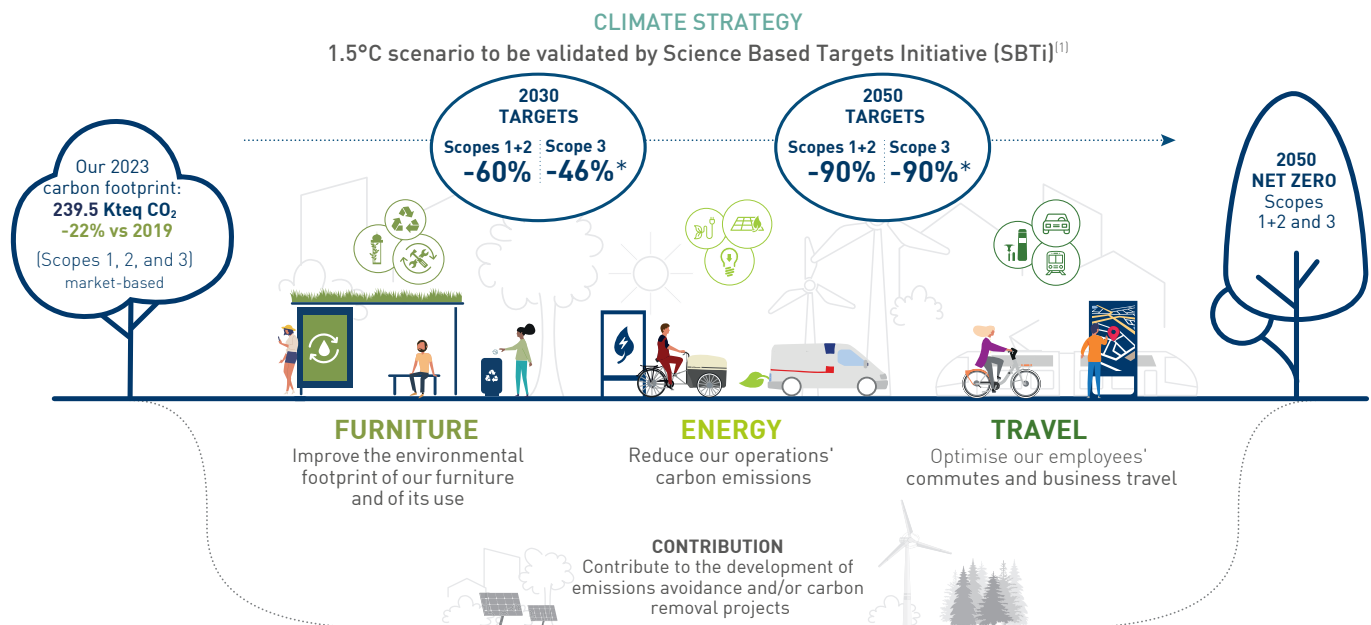 CLIMATE STRATEGY
1.5°C scenario to be validated by Science Based Targets Initiative (SBTi)(1)
Our 2023
carbon footprint:
239.5 Kteq CO₂
-22% vs 2019
(Scopes 1, 2, and 3)
market-based
2030
TARGETS
Scopes 1+2
-60%
Scope 3
-46%*
2050
TARGETS
Scopes 1+2
-90%
Scope 3
-90%*
2050
NET ZERO
Scopes
1+2 and 3
FURNITURE
Improve the environmental
footprint of our furniture
and of its use
ENERGY
Reduce our operations'
carbon emissions
TRAVEL
Optimise our employees'
commutes and business travel
CONTRIBUTION
Contribute to the development of
emissions avoidance and/or carbon
removal projects